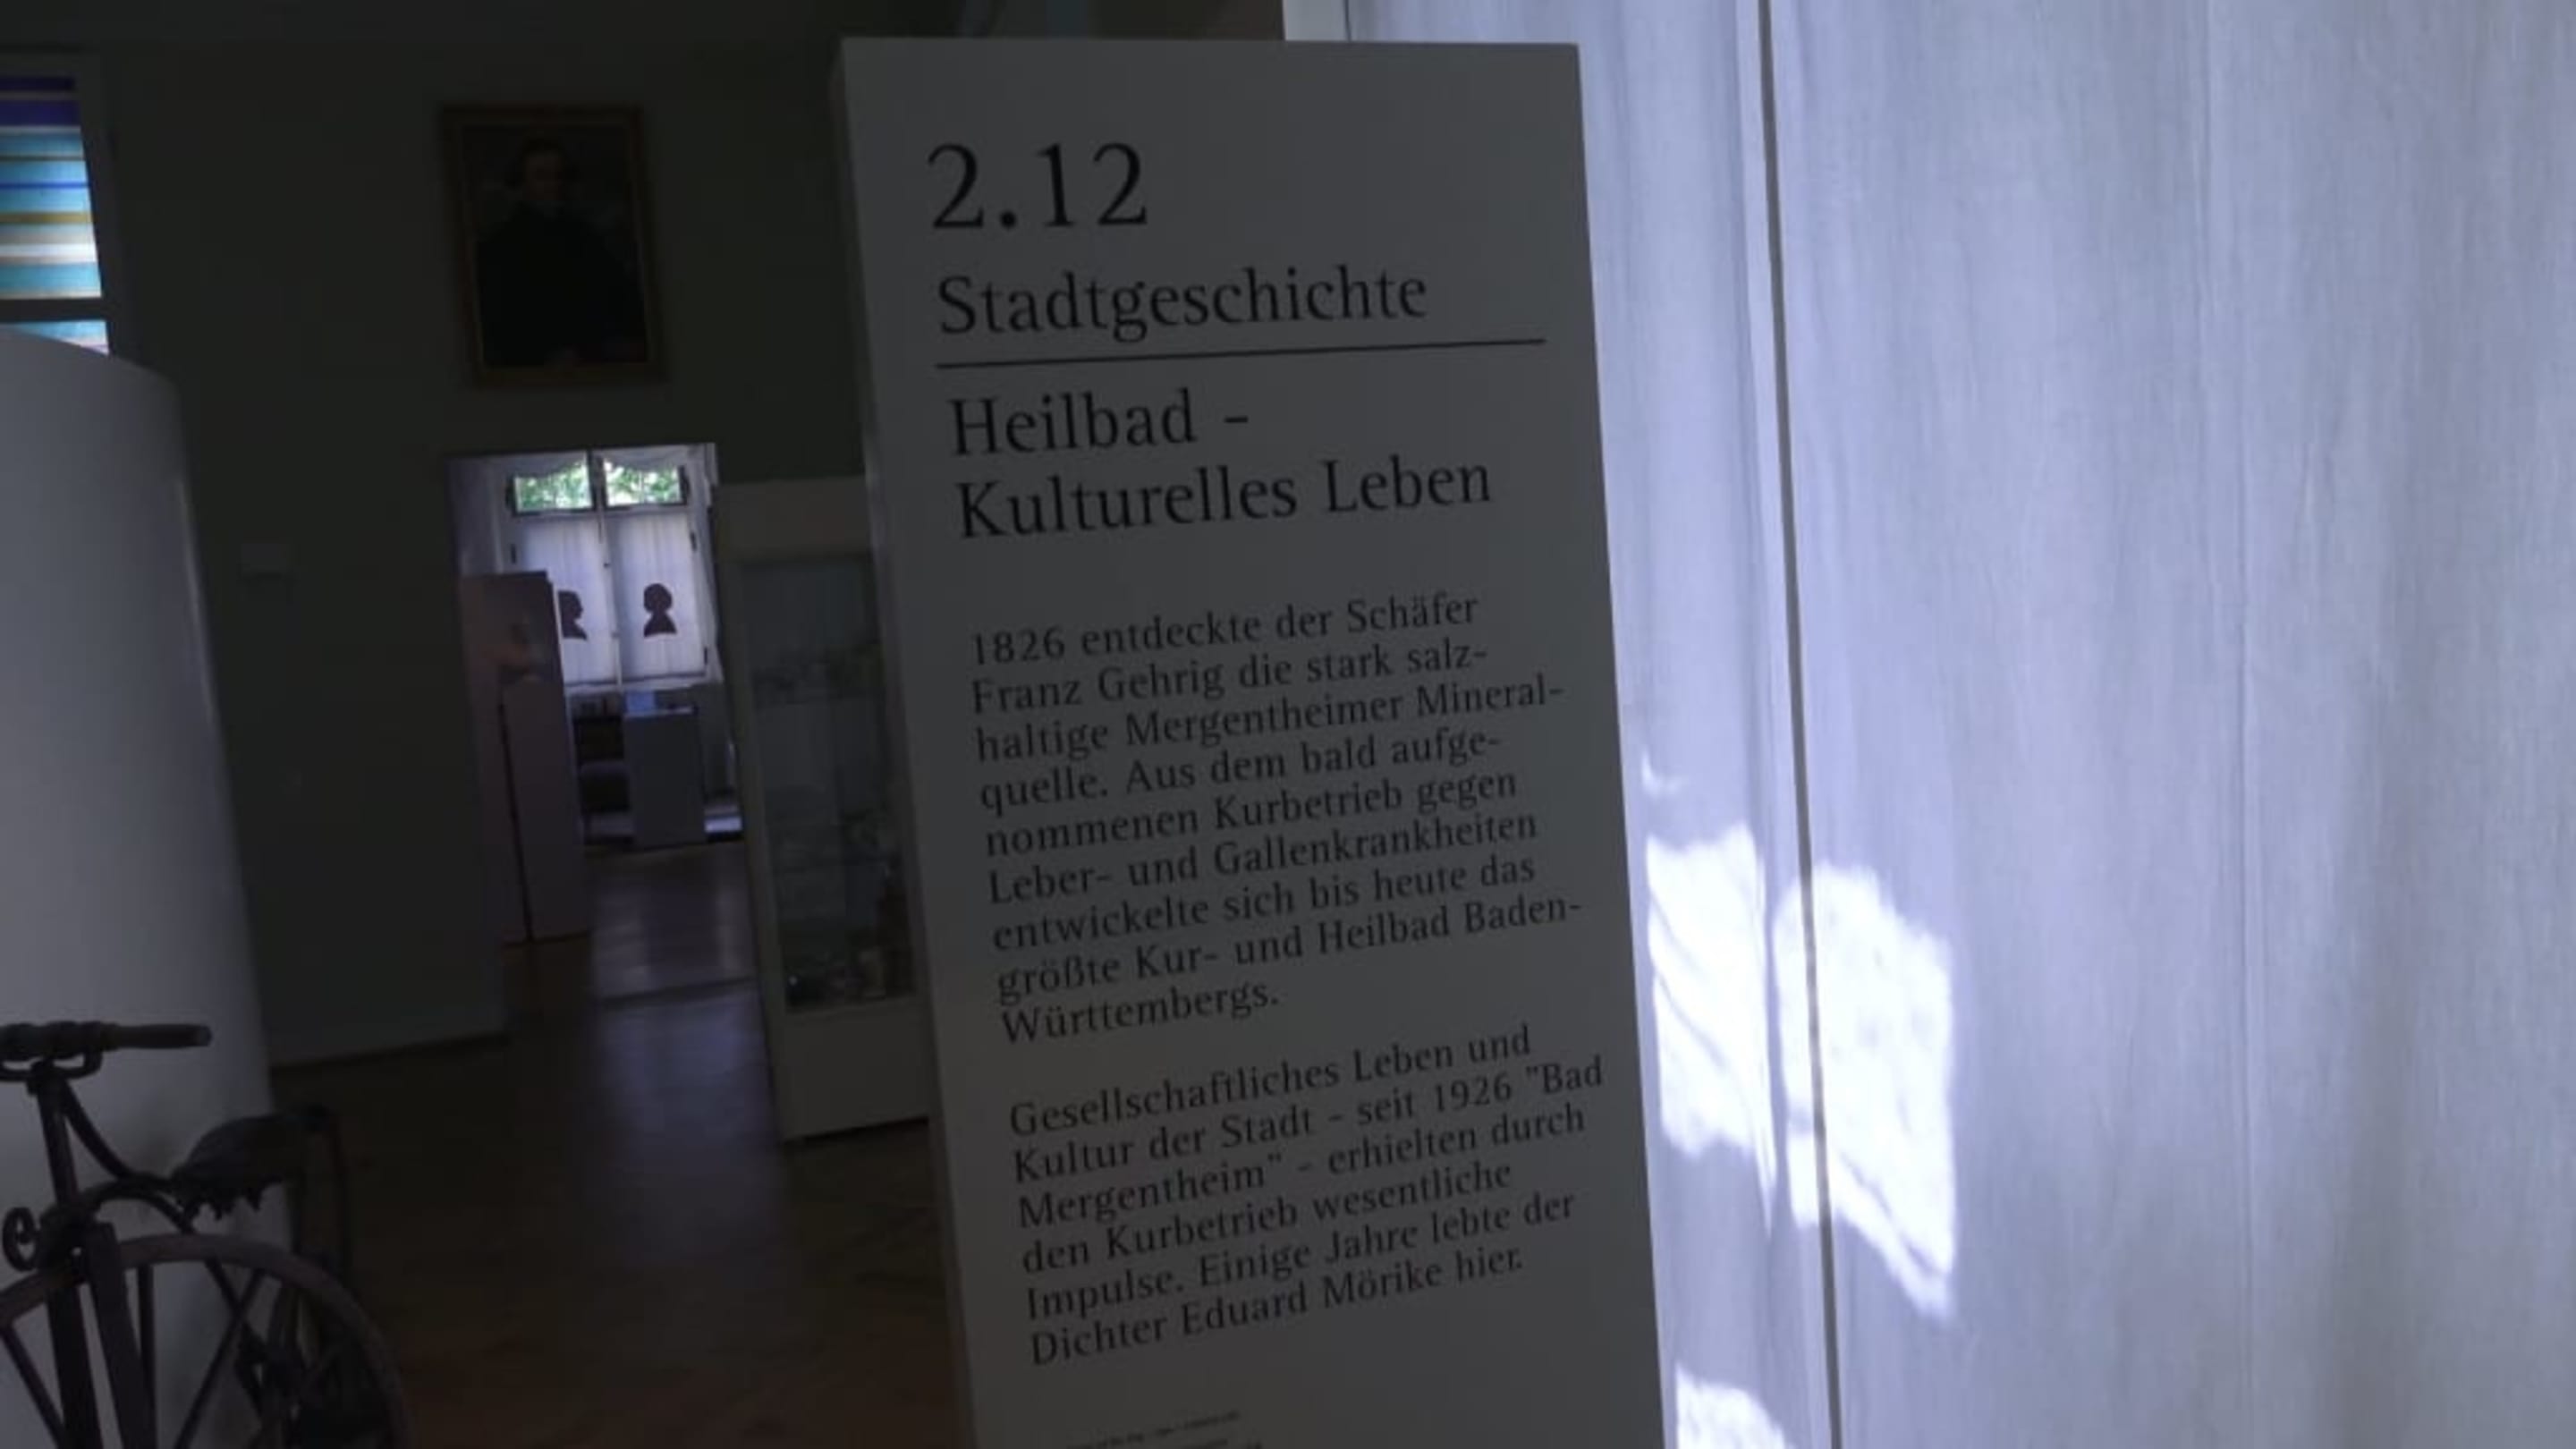 2.12
Stadtgeschichte
Heilbad -
Kulturelles Leben
1826 entdeckte der Schäfer
Franz Gehrig die stark salz-
haltige Mergentheimer Mineral-
quelle. Aus dem bald aufge-
nommenen Kurbetrieb gegen
Leber- und Gallenkrankheiten
entwickelte sich bis heute das
größte Kur- und Heilbad Baden-
Württembergs.
Gesellschaftliches Leben und
Kultur der Stadt - seit 1926 "Bad
Mergentheim" - erhielten durch
den Kurbetrieb wesentliche
Impulse. Einige Jahre lebte der
Dichter Eduard Mörike hier.